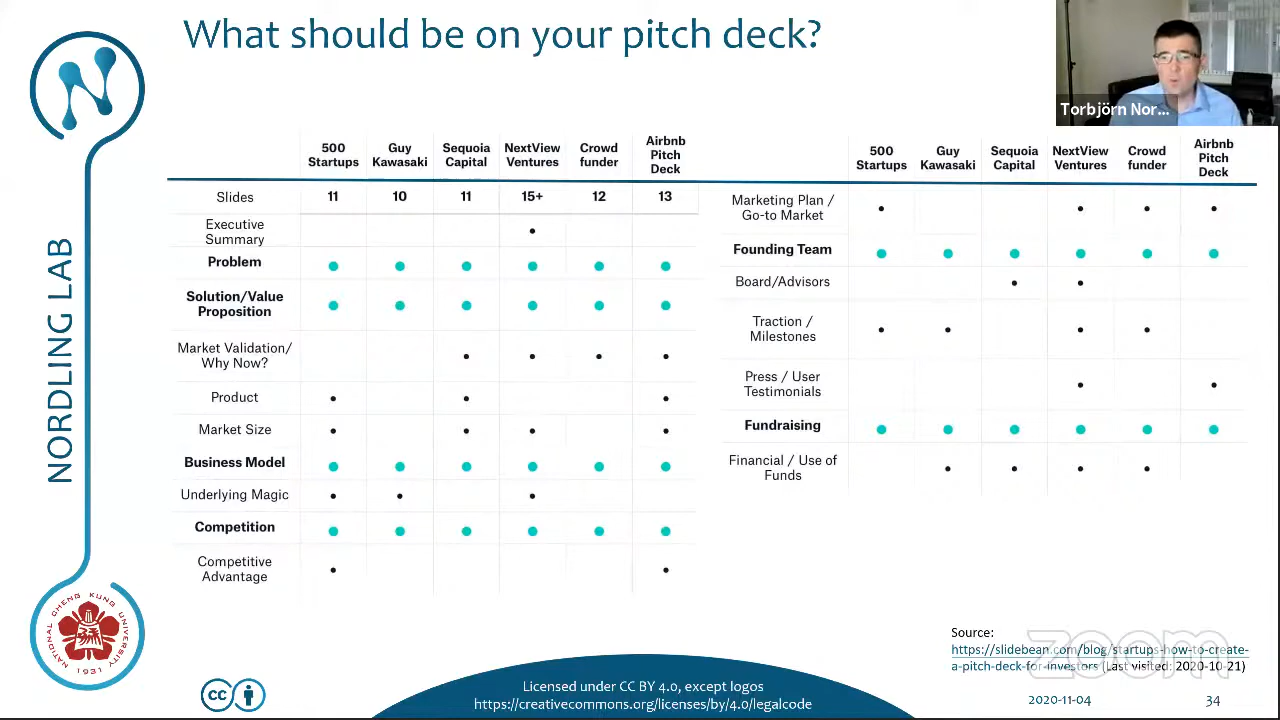 What should be on your pitch deck?
Torbjörn Nor...
NORDLING LAB
500 Startups
Guy Kawasaki
Sequoia Capital
NextView Ventures
Crowd funder
Airbnb Pitch Deck
Slides 11 10 11 15+ 12 13
Executive
Summary
Problem
Solution/Value
Proposition
Market Validation/
Why Now?
Product
Market Size
Business Model
Underlying Magic
Competition
Competitive
Advantage
500 Startups
Guy Kawasaki
Sequoia Capital
NextView Ventures
Crowd funder
Airbnb Pitch Deck
Marketing Plan /
Go-to Market
Founding Team
Board/Advisors
Traction /
Milestones
Press / User
Testimonials
Fundraising
Financial / Use of
Funds
Source:
https://slidebean.com/blog/startups-how-to-create-
a-pitch-deck-for-investors (Last visited: 2020-10-21)
zoom
NATIONAL CHENG KUNG UNIVERSITY
1931
cc
Licensed under CC BY 4.0, except logos
https://creativecommons.org/licenses/by/4.0/legalcode
2020-11-04
34